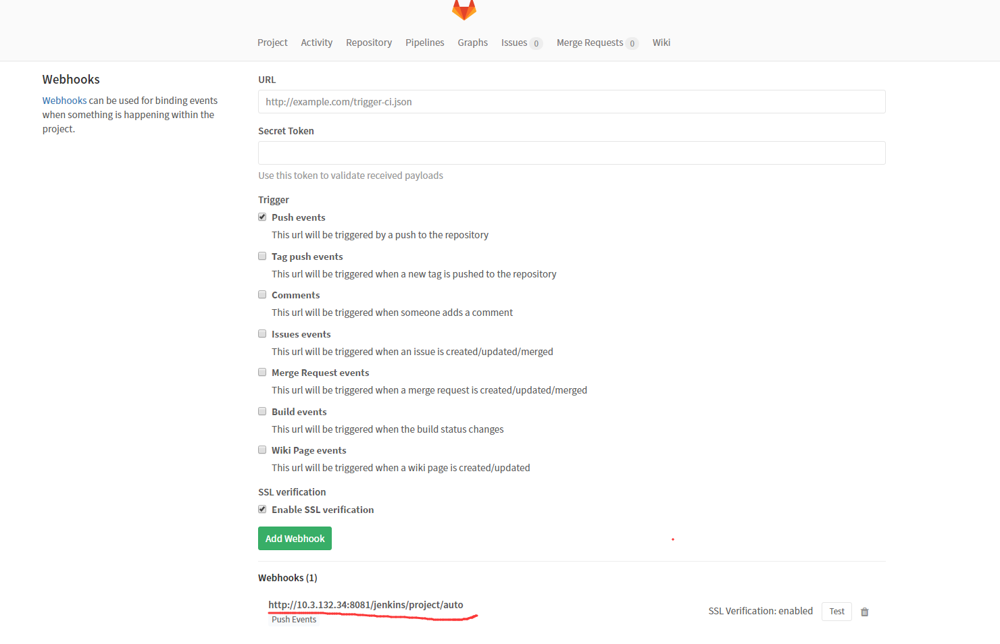 Project Activity Repository Pipelines Graphs Issues 0 Merge Requests 0 Wiki
Webhooks
Webhooks can be used for binding events
when something is happening within the
project.
URL
http://example.com/trigger-ci.json
Secret Token
Use this token to validate received payloads
Trigger
Push events
This url will be triggered by a push to the repository
Tag push events
This url will be triggered when a new tag is pushed to the repository
Comments
This url will be triggered when someone adds a comment
Issues events
This url will be triggered when an issue is created/updated/merged
Merge Request events
This url will be triggered when a merge request is created/updated/merged
Build events
This url will be triggered when the build status changes
Wiki Page events
This url will be triggered when a wiki page is created/updated
SSL verification
Enable SSL verification
Add Webhook
Webhooks (1)
http://10.3.132.34:8081/jenkins/project/auto
Push Events
SSL Verification: enabled Test